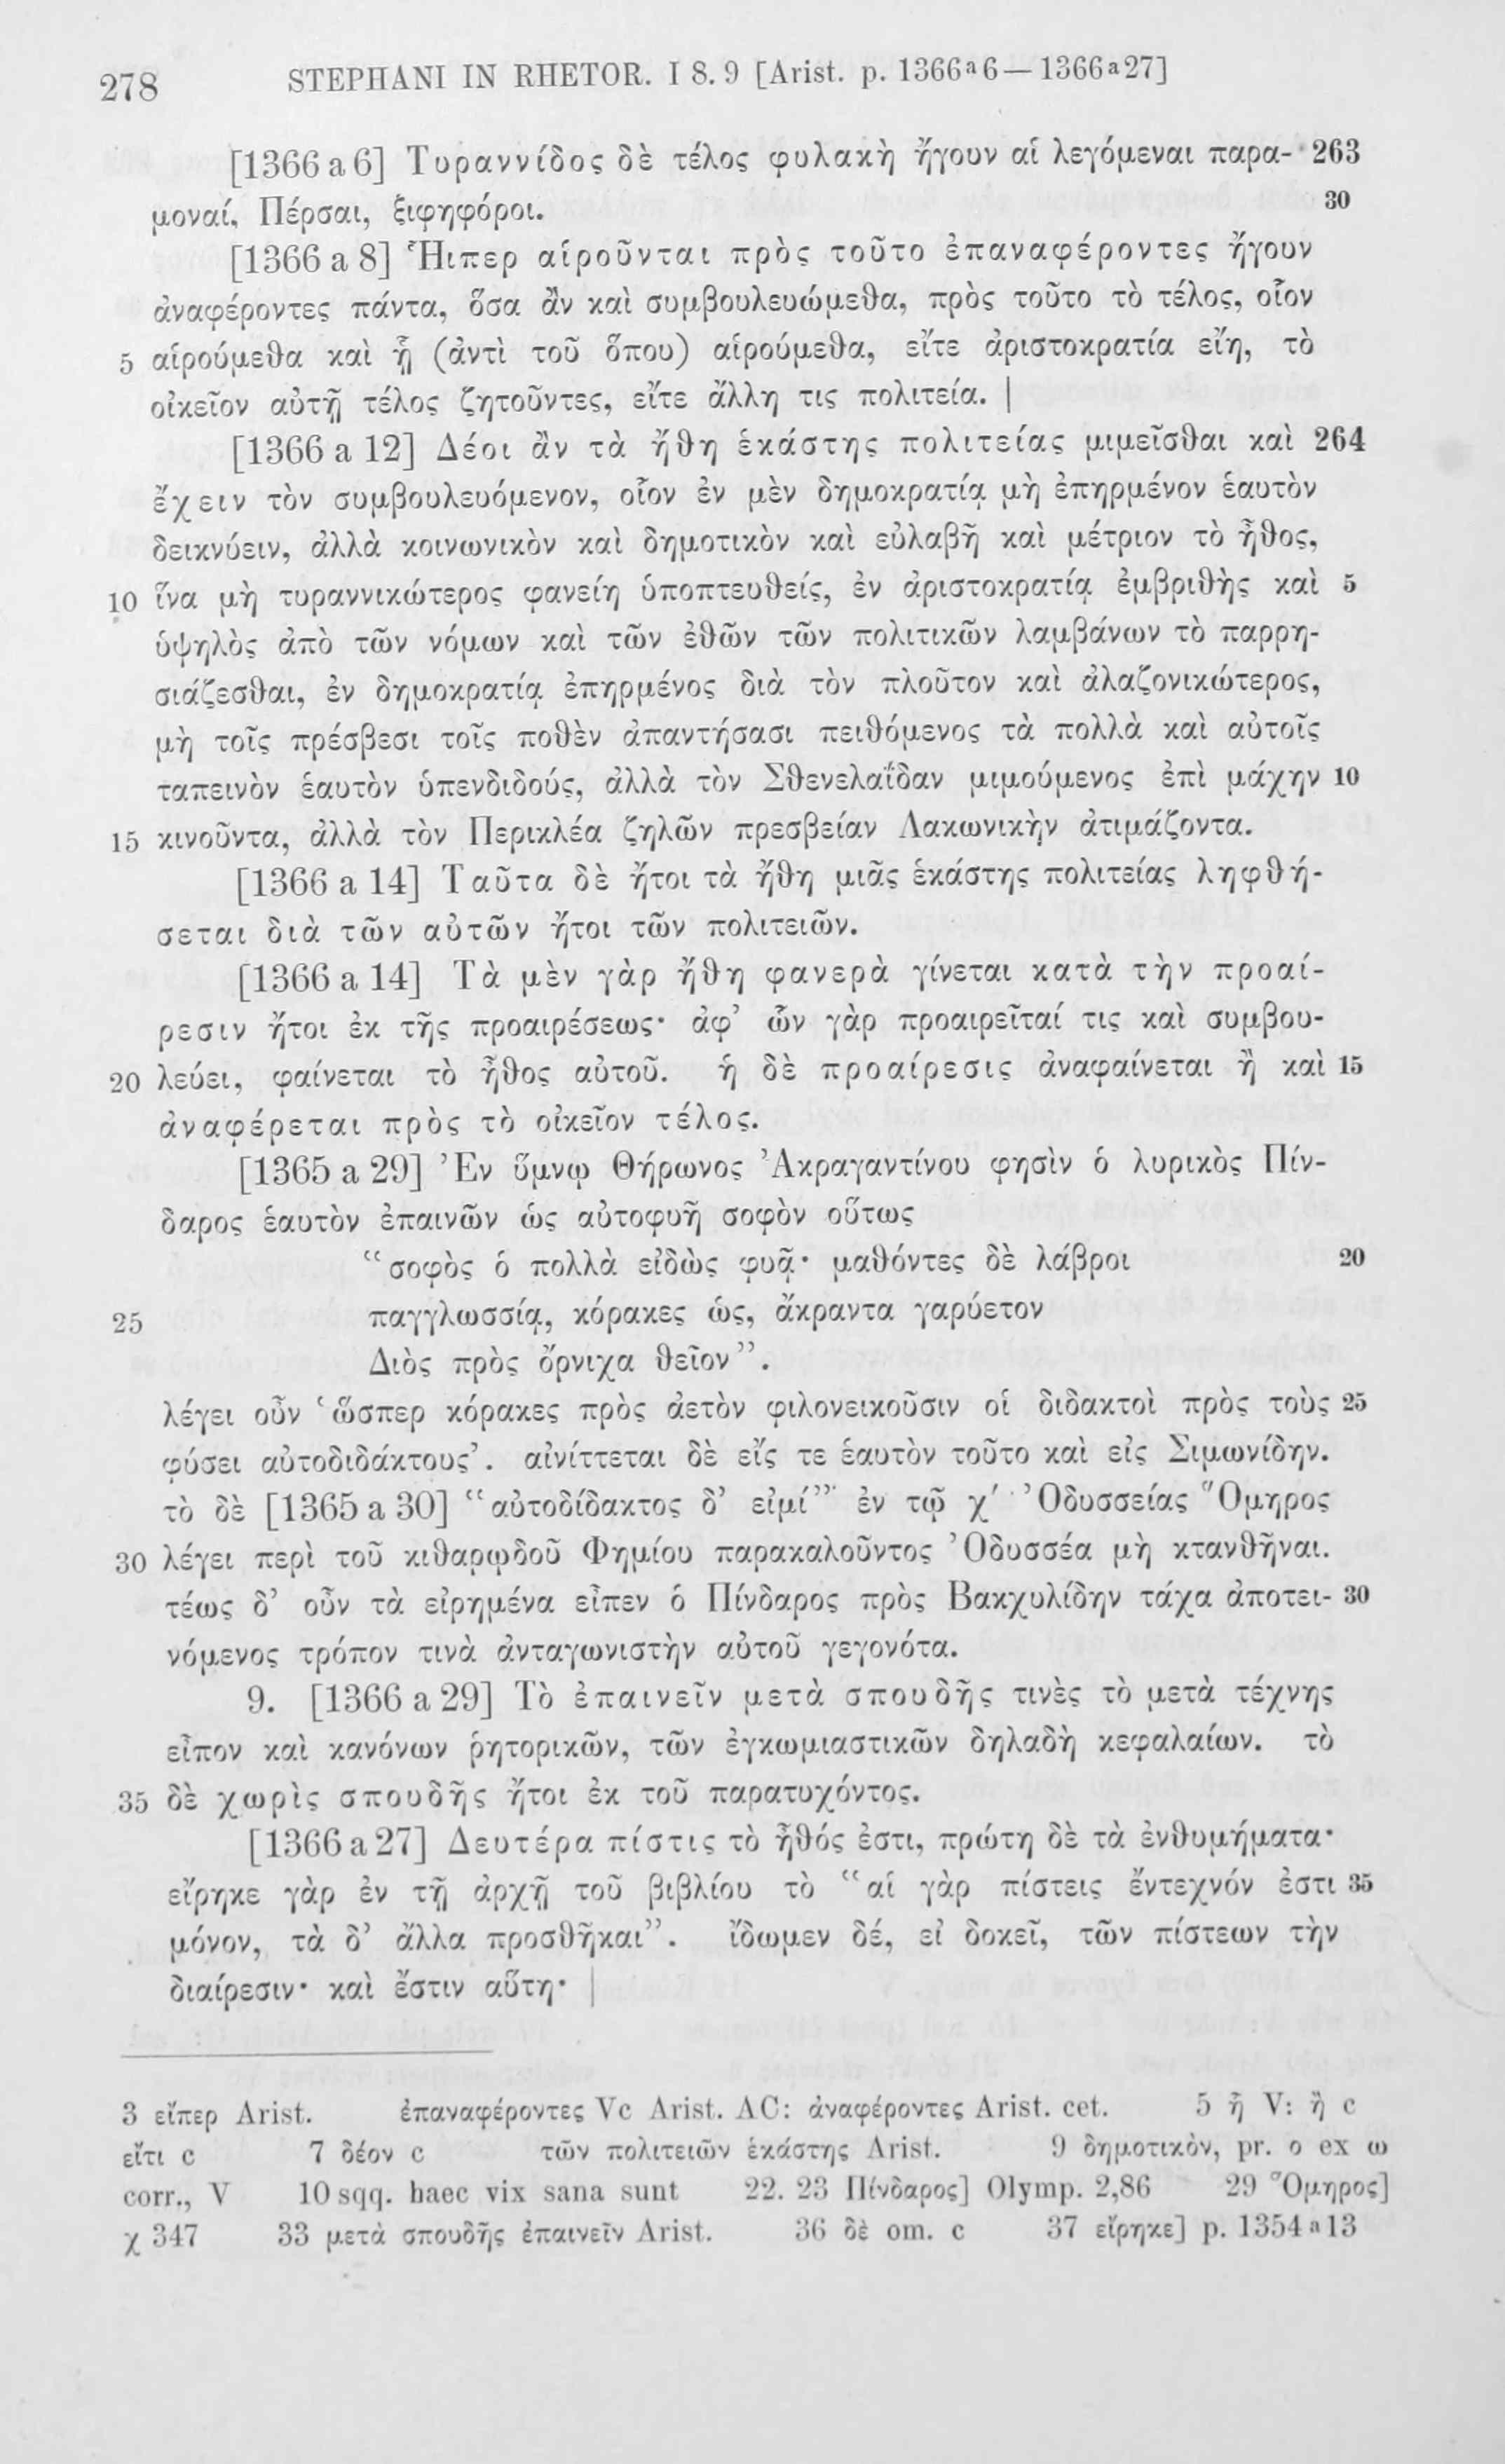 278 STEPHANI IN RHETOR. I 8. 9 [Arist. p. 1366a6—1366a27]
[1366 a 6] Τυραννίδος δὲ τέλος φυλακὴ ἤγουν αἱ λεγόμεναι παρα- 263
μοναί, Πέρσαι, ξιφηφόροι. 30
[1366 a 8] Ἧιπερ αἱροῦνται πρὸς τοῦτο ἐπαναφέροντες ἤγουν
ἀναφέροντες πάντα, ὅσα ἂν καὶ συμβουλευώμεθα, πρὸς τοῦτο τὸ τέλος, οἷον
5 αἱρούμεθα καὶ ᾗ (ἀντὶ τοῦ ὅπου) αἱρούμεθα, εἴτε ἀριστοκρατία εἴη, τὸ
οἰκεῖον αὐτῇ τέλος ζητοῦντες, εἴτε ἄλλη τις πολιτεία. |
[1366 a 12] Δέοι ἂν τὰ ἤθη ἑκάστης πολιτείας μιμεῖσθαι καὶ 264
ἔχειν τὸν συμβουλευόμενον, οἷον ἐν μὲν δημοκρατίᾳ μὴ ἐπηρμένον ἑαυτὸν
δεικνύειν, ἀλλὰ κοινωνικὸν καὶ δημοτικὸν καὶ εὐλαβῆ καὶ μέτριον τὸ ἦθος,
10 ἵνα μὴ τυραννικώτερος φανείη ὑποπτευθείς, ἐν ἀριστοκρατίᾳ ἐμβριθὴς καὶ 5
ὑψηλὸς ἀπὸ τῶν νόμων καὶ τῶν ἐθῶν τῶν πολιτικῶν λαμβάνων τὸ παρρη-
σιάζεσθαι, ἐν δημοκρατίᾳ ἐπηρμένος διὰ τὸν πλοῦτον καὶ ἀλαζονικώτερος,
μὴ τοῖς πρέσβεσι τοῖς ποθὲν ἀπαντήσασι πειθόμενος τὰ πολλὰ καὶ αὐτοῖς
ταπεινὸν ἑαυτὸν ὑπενδιδούς, ἀλλὰ τὸν Σθενελαΐδαν μιμούμενος ἐπὶ μάχην 10
15 κινοῦντα, ἀλλὰ τὸν Περικλέα ζηλῶν πρεσβείαν Λακωνικὴν ἀτιμάζοντα.
[1366 a 14] Ταῦτα δὲ ἤτοι τὰ ἤθη μιᾶς ἑκάστης πολιτείας ληφθή-
σεται διὰ τῶν αὐτῶν ἤτοι τῶν πολιτειῶν.
[1366 a 14] Τὰ μὲν γὰρ ἤθη φανερὰ γίνεται κατὰ τὴν προαί-
ρεσιν ἤτοι ἐκ τῆς προαιρέσεως· ἀφ’ ὧν γὰρ προαιρεῖταί τις καὶ συμβου-
20 λεύει, φαίνεται τὸ ἦθος αὐτοῦ. ἡ δὲ προαίρεσις ἀναφαίνεται ἢ καὶ 15
ἀναφέρεται πρὸς τὸ οἰκεῖον τέλος.
[1365 a 29] Ἐν ὕμνῳ Θήρωνος Ἀκραγαντίνου φησὶν ὁ λυρικὸς Πίν-
δαρος ἑαυτὸν ἐπαινῶν ὡς αὐτοφυῆ σοφὸν οὕτως
“σοφὸς ὁ πολλὰ εἰδὼς φυᾷ· μαθόντες δὲ λάβροι 20
25 παγγλωσσίᾳ, κόρακες ὡς, ἄκραντα γαρύετον
Διὸς πρὸς ὄρνιχα θεῖον”.
λέγει οὖν ‘ὥσπερ κόρακες πρὸς ἀετὸν φιλονεικοῦσιν οἱ διδακτοὶ πρὸς τοὺς 25
φύσει αὐτοδιδάκτους’. αἰνίττεται δὲ εἴς τε ἑαυτὸν τοῦτο καὶ εἰς Σιμωνίδην.
τὸ δὲ [1365 a 30] “αὐτοδίδακτος δ’ εἰμί” ἐν τῷ χʹ Ὀδυσσείας Ὅμηρος
30 λέγει περὶ τοῦ κιθαρῳδοῦ Φημίου παρακαλοῦντος Ὀδυσσέα μὴ κτανθῆναι.
τέως δ’ οὖν τὰ εἰρημένα εἶπεν ὁ Πίνδαρος πρὸς Βακχυλίδην τάχα ἀποτει- 30
νόμενος τρόπον τινὰ ἀνταγωνιστὴν αὐτοῦ γεγονότα.
9. [1366 a 29] Τὸ ἐπαινεῖν μετὰ σπουδῆς τινὲς τὸ μετὰ τέχνης
εἶπον καὶ κανόνων ῥητορικῶν, τῶν ἐγκωμιαστικῶν δηλαδὴ κεφαλαίων. τὸ
35 δὲ χωρὶς σπουδῆς ἤτοι ἐκ τοῦ παρατυχόντος.
[1366 a 27] Δευτέρα πίστις τὸ ἦθός ἐστι, πρώτη δὲ τὰ ἐνθυμήματα·
εἴρηκε γὰρ ἐν τῇ ἀρχῇ τοῦ βιβλίου τὸ “αἱ γὰρ πίστεις ἔντεχνόν ἐστι 35
μόνον, τὰ δ’ ἄλλα προσθῆκαι”. ἴδωμεν δέ, εἰ δοκεῖ, τῶν πίστεων τὴν
διαίρεσιν· καὶ ἔστιν αὕτη· |
3 εἴπερ Arist. ἐπαναφέροντες Vc Arist. AC: ἀναφέροντες Arist. cet. 5 ᾗ V: ἢ c
εἴτι c 7 δέον c τῶν πολιτειῶν ἑκάστης Arist. 9 δημοτικὸν, pr. ο ex ω
corr., V 10 sqq. haec vix sana sunt 22. 23 Πίνδαρος] Olymp. 2,86 29 Ὅμηρος]
χ 347 33 μετὰ σπουδῆς ἐπαινεῖν Arist. 36 δὲ om. c 37 εἴρηκε] p. 1354a13